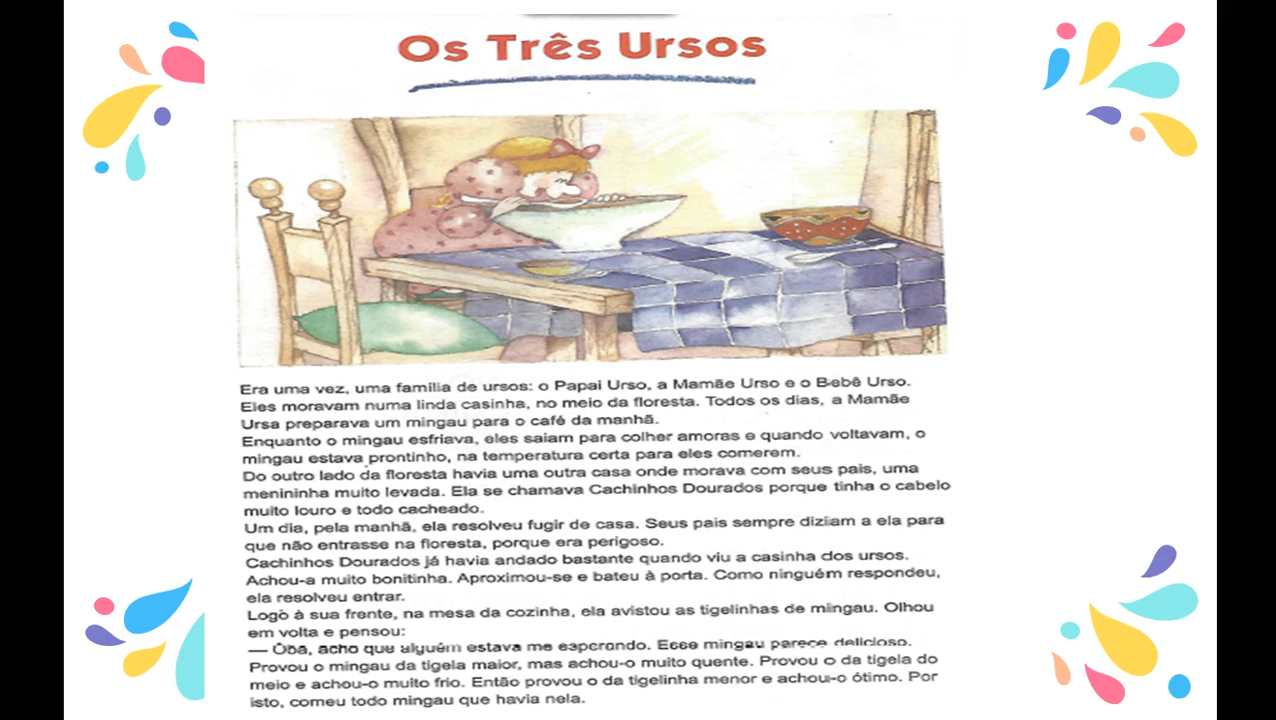 Os Três Ursos
Era uma vez, uma família de ursos: o Papai Urso, a Mamãe Urso e o Bebê Urso.
Eles moravam numa linda casinha, no meio da floresta. Todos os dias, a Mamãe
Ursa preparava um mingau para o café da manhã.
Enquanto o mingau esfriava, eles saiam para colher amoras e quando voltavam, o
mingau estava prontinho, na temperatura certa para eles comerem.
Do outro lado da floresta havia uma outra casa onde morava com seus pais, uma
menininha muito levada. Ela se chamava Cachinhos Dourados porque tinha o cabelo
muito louro e todo cacheado.
Um dia, pela manhã, ela resolveu fugir de casa. Seus pais sempre diziam a ela para
que não entrasse na floresta, porque era perigoso.
Cachinhos Dourados já havia andado bastante quando viu a casinha dos ursos.
Achou-a muito bonitinha. Aproximou-se e bateu à porta. Como ninguém respondeu,
ela resolveu entrar.
Logo à sua frente, na mesa da cozinha, ela avistou as tigelinhas de mingau. Olhou
em volta e pensou:
— Oba, acho que alguém estava me esperando. Esse mingau parece delicioso.
Provou o mingau da tigela maior, mas achou-o muito quente. Provou o da tigela do
meio e achou-o muito frio. Então provou o da tigelinha menor e achou-o ótimo. Por
isto, comeu todo mingau que havia nela.